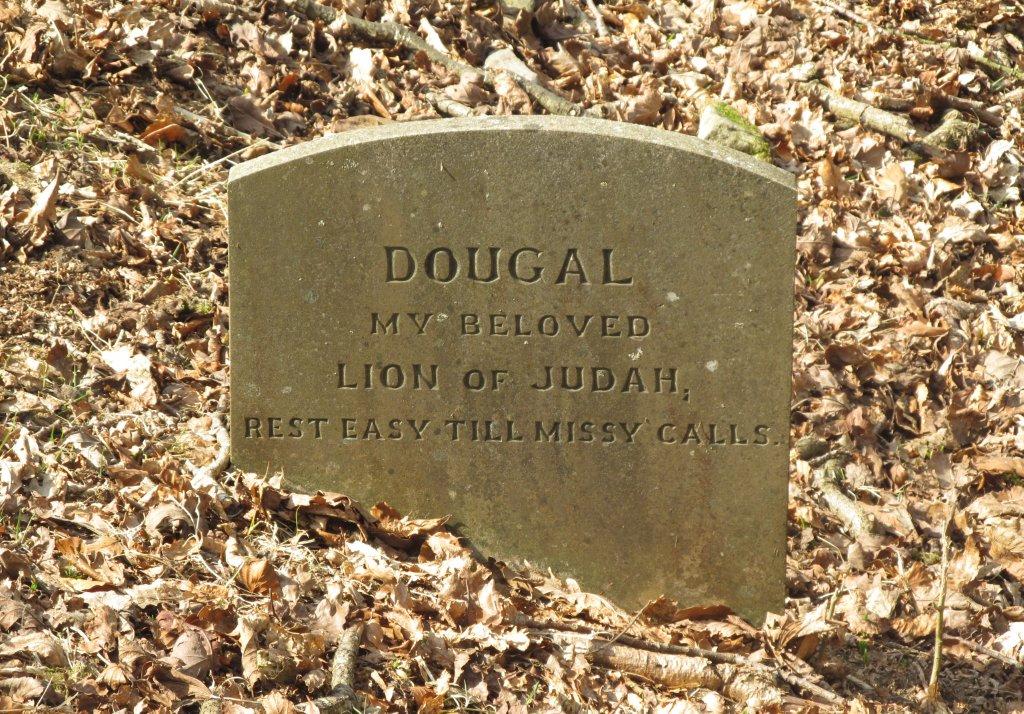 DOUGAL
MY BELOVED
LION OF JUDAH,
REST EASY·TILL MISSY CALLS.